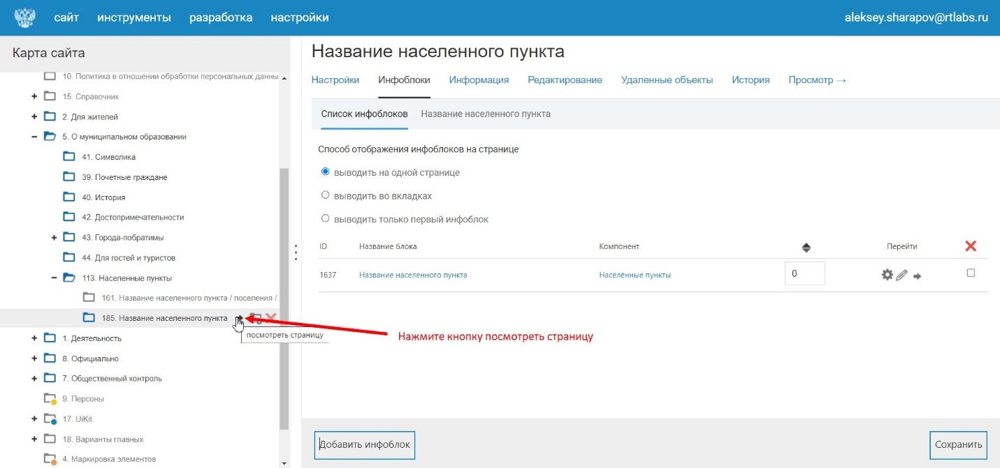 сайт инструменты разработка настройки aleksey.sharapov@rtlabs.ru
Карта сайта
10. Политика в отношении обработки персональных данны
15. Справочник
2. Для жителей
5. О муниципальном образовании
41. Символика
39. Почетные граждане
40. История
42. Достопримечательности
43. Города-побратимы
44. Для гостей и туристов
113. Населенные пункты
161. Название населенного пункта / поселения /
185. Название населенного пункта
посмотреть страницу
1. Деятельность
8. Официально
7. Общественный контроль
9. Персоны
17. UiKit
18. Варианты главных
4. Маркировка элементов
Название населенного пункта
Настройки Инфоблоки Информация Редактирование Удаленные объекты История Просмотр →
Список инфоблоков Название населенного пункта
Способ отображения инфоблоков на странице
выводить на одной странице
выводить во вкладках
выводить только первый инфоблок
ID Название блока Компонент Перейти
1637 Название населенного пункта Населённые пункты 0
Нажмите кнопку посмотреть страницу
Добавить инфоблок Сохранить